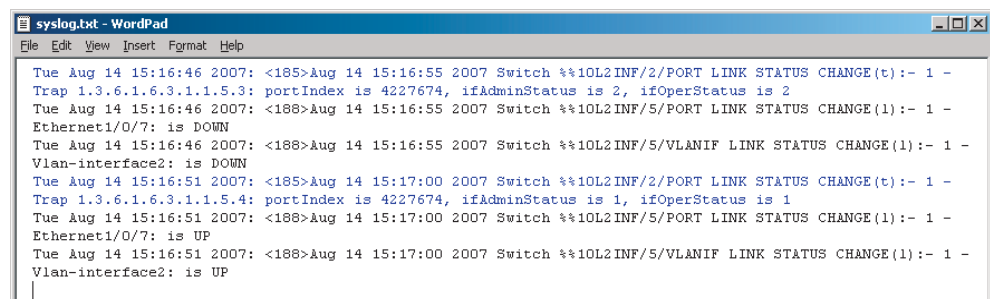 syslog.txt - WordPad
File Edit View Insert Format Help
Tue Aug 14 15:16:46 2007: <185>Aug 14 15:16:55 2007 Switch %%10L2INF/2/PORT LINK STATUS CHANGE(t):- 1 -
Trap 1.3.6.1.6.3.1.1.5.3: portIndex is 4227674, ifAdminStatus is 2, ifOperStatus is 2
Tue Aug 14 15:16:46 2007: <188>Aug 14 15:16:55 2007 Switch %%10L2INF/5/PORT LINK STATUS CHANGE(l):- 1 -
Ethernet1/0/7: is DOWN
Tue Aug 14 15:16:46 2007: <188>Aug 14 15:16:55 2007 Switch %%10L2INF/5/VLANIF LINK STATUS CHANGE(l):- 1 -
Vlan-interface2: is DOWN
Tue Aug 14 15:16:51 2007: <185>Aug 14 15:17:00 2007 Switch %%10L2INF/2/PORT LINK STATUS CHANGE(t):- 1 -
Trap 1.3.6.1.6.3.1.1.5.4: portIndex is 4227674, ifAdminStatus is 1, ifOperStatus is 1
Tue Aug 14 15:16:51 2007: <188>Aug 14 15:17:00 2007 Switch %%10L2INF/5/PORT LINK STATUS CHANGE(l):- 1 -
Ethernet1/0/7: is UP
Tue Aug 14 15:16:51 2007: <188>Aug 14 15:17:00 2007 Switch %%10L2INF/5/VLANIF LINK STATUS CHANGE(l):- 1 -
Vlan-interface2: is UP